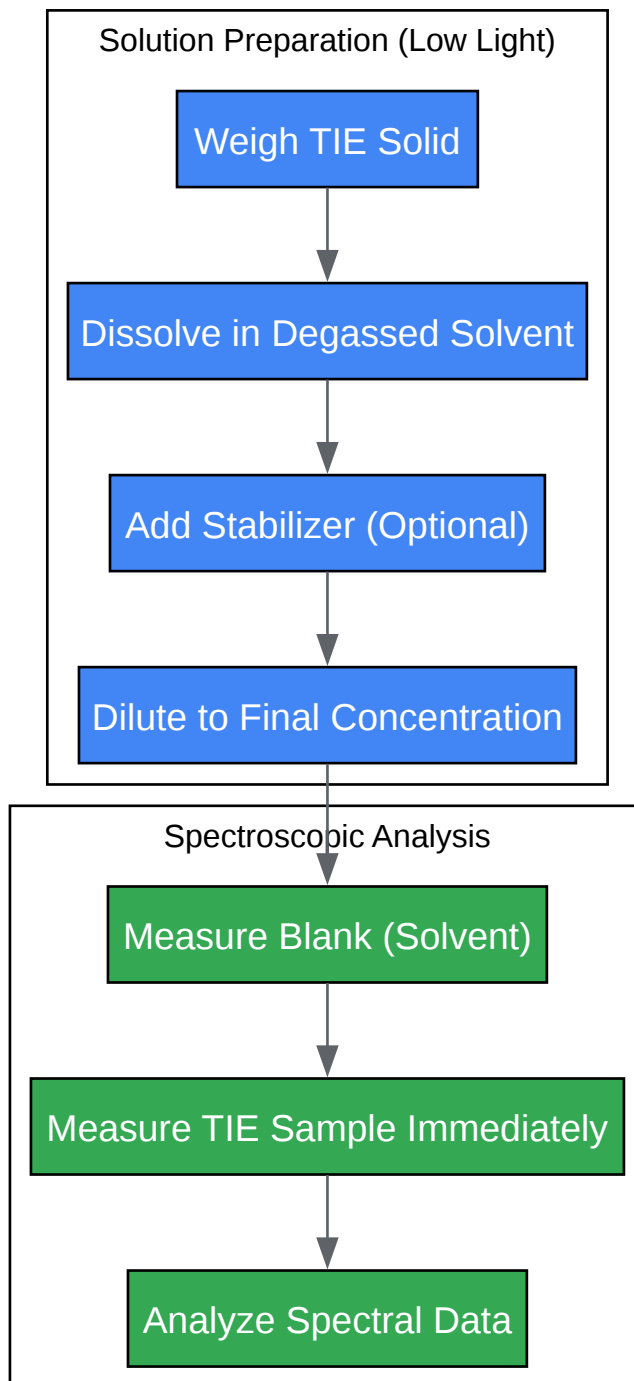 Solution Preparation (Low Light)
Weigh TIE Solid
Dissolve in Degassed Solvent
Add Stabilizer (Optional)
Dilute to Final Concentration
Spectroscopic Analysis
Measure Blank (Solvent)
Measure TIE Sample Immediately
Analyze Spectral Data